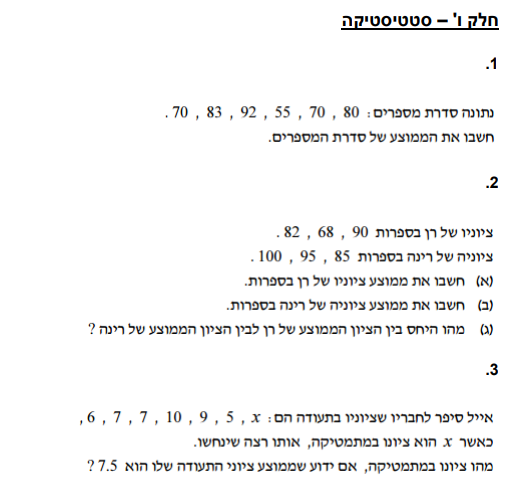 חלק ו' – סטטיסטיקה
1.
נתונה סדרת מספרים: 80 , 70 , 55 , 92 , 83 , 70 .
חשבו את הממוצע של סדרת המספרים.
2.
ציוניו של רן בספרות 90 , 68 , 82 .
ציוניה של רינה בספרות 85 , 95 , 100 .
(א) חשבו את ממוצע ציוניו של רן בספרות.
(ב) חשבו את ממוצע ציוניה של רינה בספרות.
(ג) מהו היחס בין הציון הממוצע של רן לבין הציון הממוצע של רינה ?
3.
אייל סיפר לחבריו שציוניו בתעודה הם: x , 5 , 9 , 10 , 7 , 7 , 6 ,
כאשר x הוא ציונו במתמטיקה, אותו רצה שינחשו.
מהו ציונו במתמטיקה, אם ידוע שממוצע ציוני התעודה שלו הוא 7.5 ?